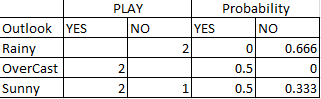 PLAY Probability
Outlook YES NO YES NO
Rainy 2 0 0.666
OverCast 2 0.5 0
Sunny 2 1 0.5 0.333